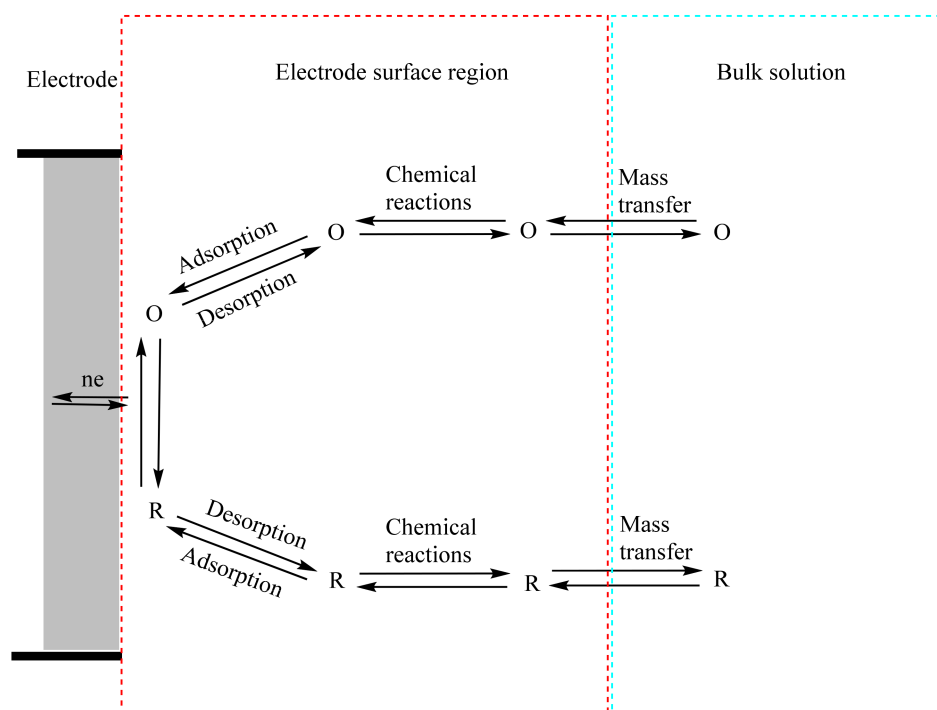 Electrode
Electrode surface region
Bulk solution
Chemical
reactions
Mass
transfer
O
O
O
Adsorption
Desorption
O
ne
R
Desorption
Adsorption
Chemical
reactions
Mass
transfer
R
R
R